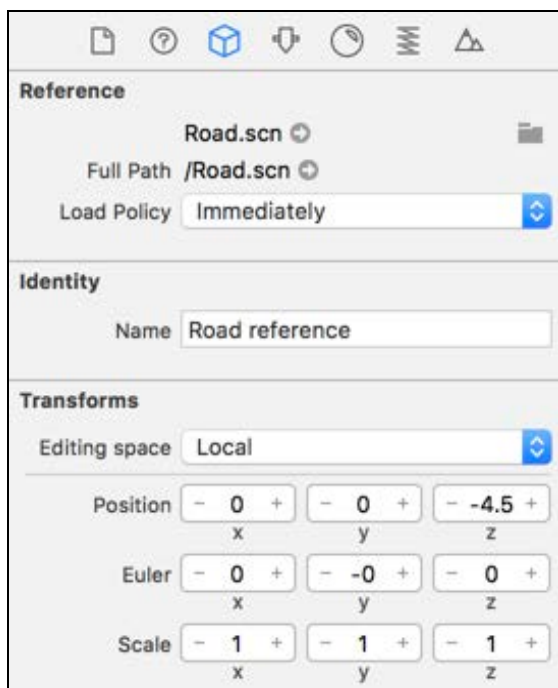 Reference
Road.scn
Full Path /Road.scn
Load Policy Immediately
Identity
Name Road reference
Transforms
Editing space Local
Position − 0 + − 0 + − -4.5 +
x y z
Euler − 0 + − -0 + − 0 +
x y z
Scale − 1 + − 1 + − 1 +
x y z